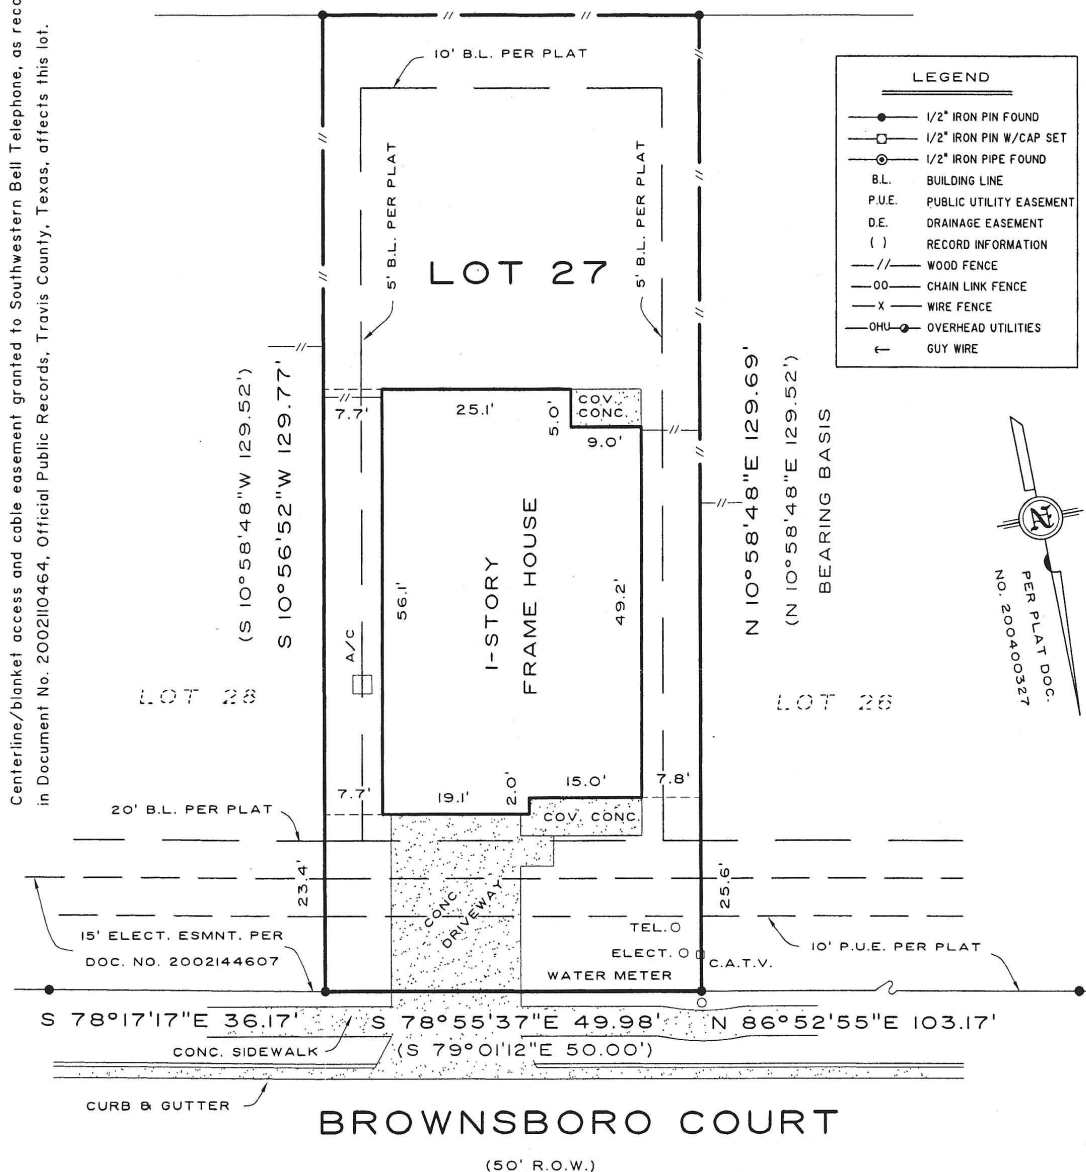 Centerline/blanket access and cable easement granted to Southwestern Bell Telephone, as reco
in Document No. 2002110464, Official Public Records, Travis County, Texas, affects this lot.
10' B.L. PER PLAT
5' B.L. PER PLAT
5' B.L. PER PLAT
LOT 27
LEGEND
1/2" IRON PIN FOUND
1/2" IRON PIN W/CAP SET
1/2" IRON PIPE FOUND
B.L. BUILDING LINE
P.U.E. PUBLIC UTILITY EASEMENT
D.E. DRAINAGE EASEMENT
( ) RECORD INFORMATION
// WOOD FENCE
OO CHAIN LINK FENCE
X WIRE FENCE
OHU OVERHEAD UTILITIES
GUY WIRE
(S 10°58'48"W 129.52')
S 10°56'52"W 129.77'
7.7'
25.1'
5.0'
COV.
CONC.
9.0'
N 10°58'48"E 129.69'
(N 10°58'48"E 129.52')
BEARING BASIS
56.1'
1-STORY
FRAME HOUSE
49.2'
A/C
N
PER PLAT DOC.
NO. 200400327
LOT 28
LOT 26
7.7'
19.1'
2.0'
15.0'
7.8'
COV. CONC.
20' B.L. PER PLAT
23.4'
25.6'
CONC.
DRIVEWAY
15' ELECT. ESMNT. PER
DOC. NO. 2002144607
TEL.
ELECT.
C.A.T.V.
WATER METER
10' P.U.E. PER PLAT
S 78°17'17"E 36.17'
S 78°55'37"E 49.98'
N 86°52'55"E 103.17'
CONC. SIDEWALK
(S 79°01'12"E 50.00')
CURB & GUTTER
BROWNSBORO COURT
(50' R.O.W.)